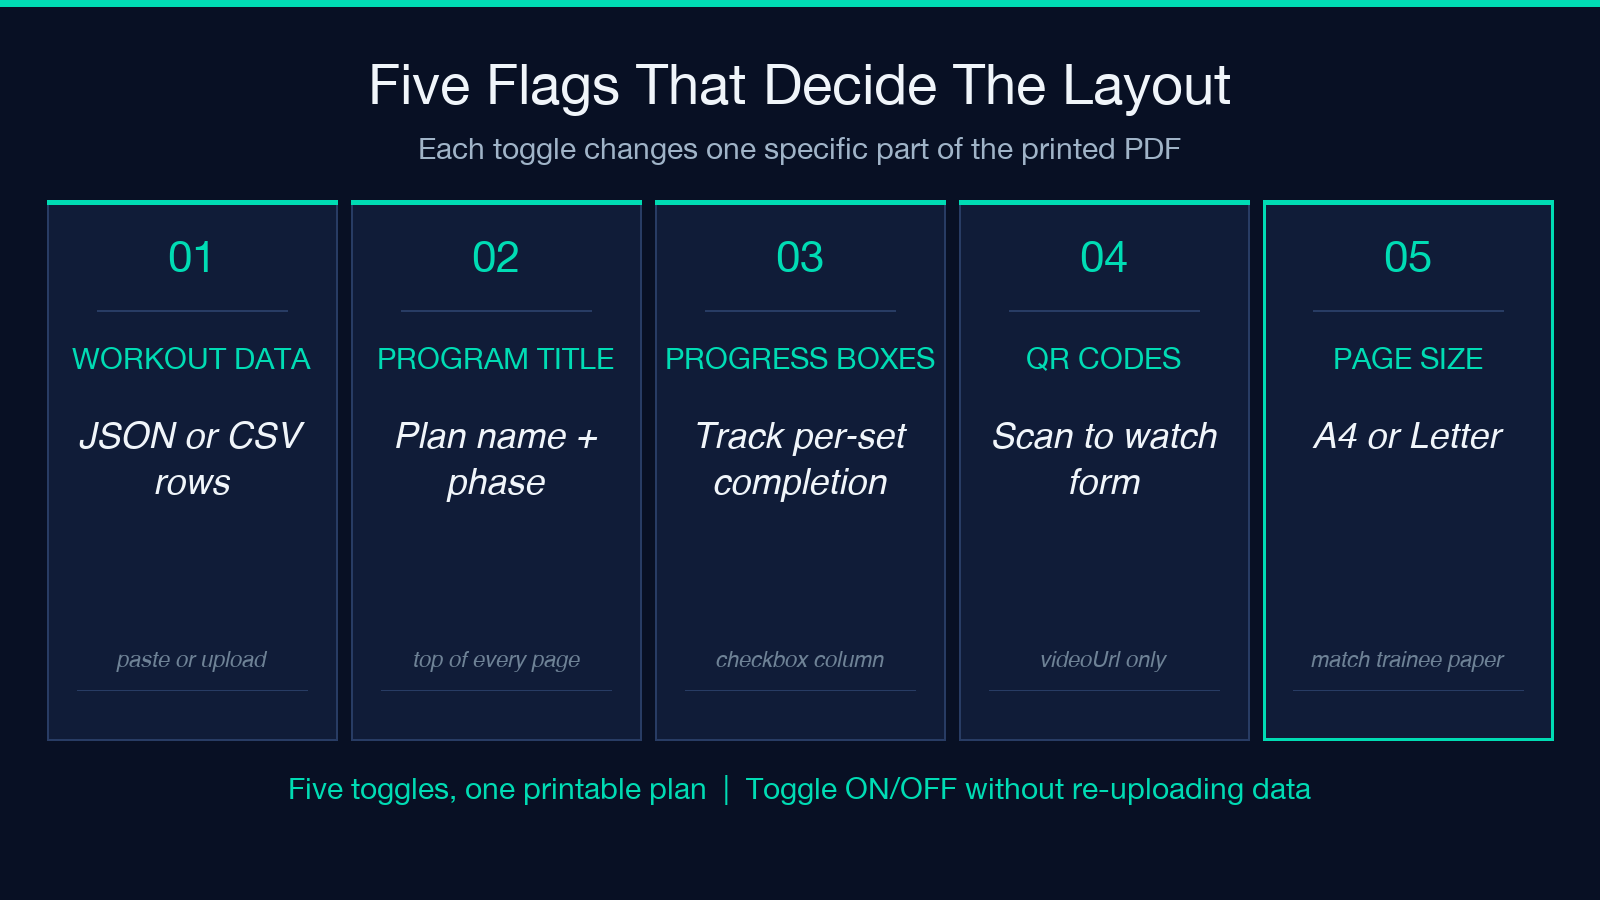 Five Flags That Decide The Layout
Each toggle changes one specific part of the printed PDF
01
WORKOUT DATA
JSON or CSV
rows
paste or upload
02
PROGRAM TITLE
Plan name +
phase
top of every page
03
PROGRESS BOXES
Track per-set
completion
checkbox column
04
QR CODES
Scan to watch
form
videoUrl only
05
PAGE SIZE
A4 or Letter
match trainee paper
Five toggles, one printable plan | Toggle ON/OFF without re-uploading data